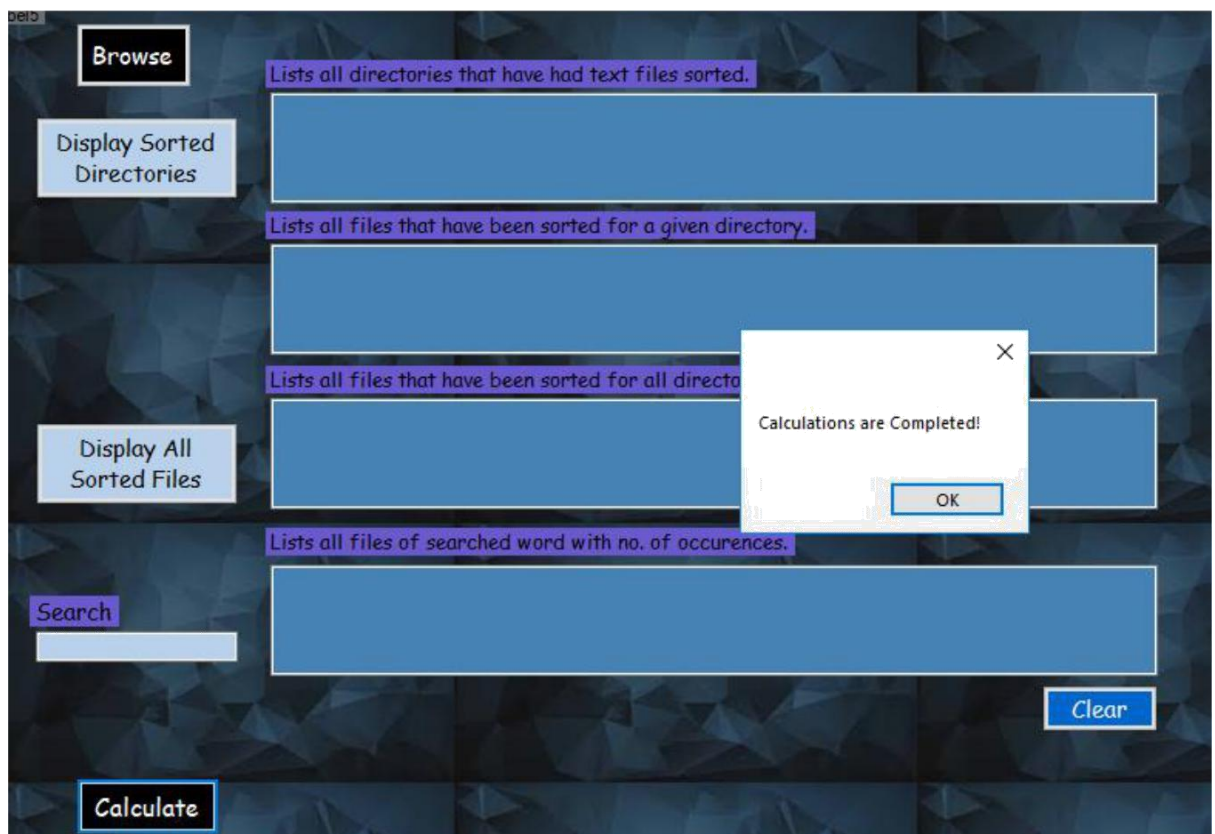 Browse
Lists all directories that have had text files sorted.
Display Sorted
Directories
Lists all files that have been sorted for a given directory.
Lists all files that have been sorted for all directo
Calculations are Completed!
OK
Display All
Sorted Files
Lists all files of searched word with no. of occurences.
Search
Clear
Calculate